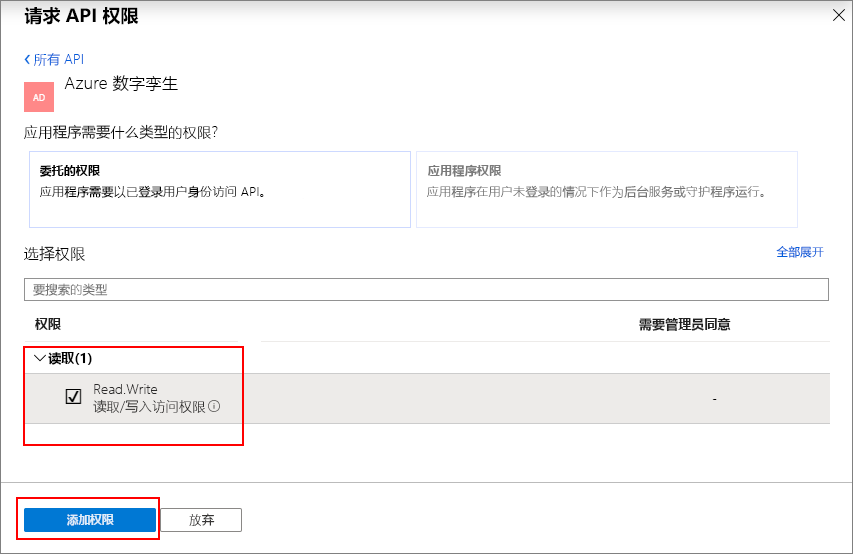 请求 API 权限
所有 API
AD
Azure 数字孪生
应用程序需要什么类型的权限?
委托的权限
应用程序需要以已登录用户身份访问 API。
应用程序权限
应用程序在用户未登录的情况下作为后台服务或守护程序运行。
选择权限
全部展开
要搜索的类型
权限
需要管理员同意
读取(1)
Read.Write
读取/写入访问权限
-
添加权限
放弃